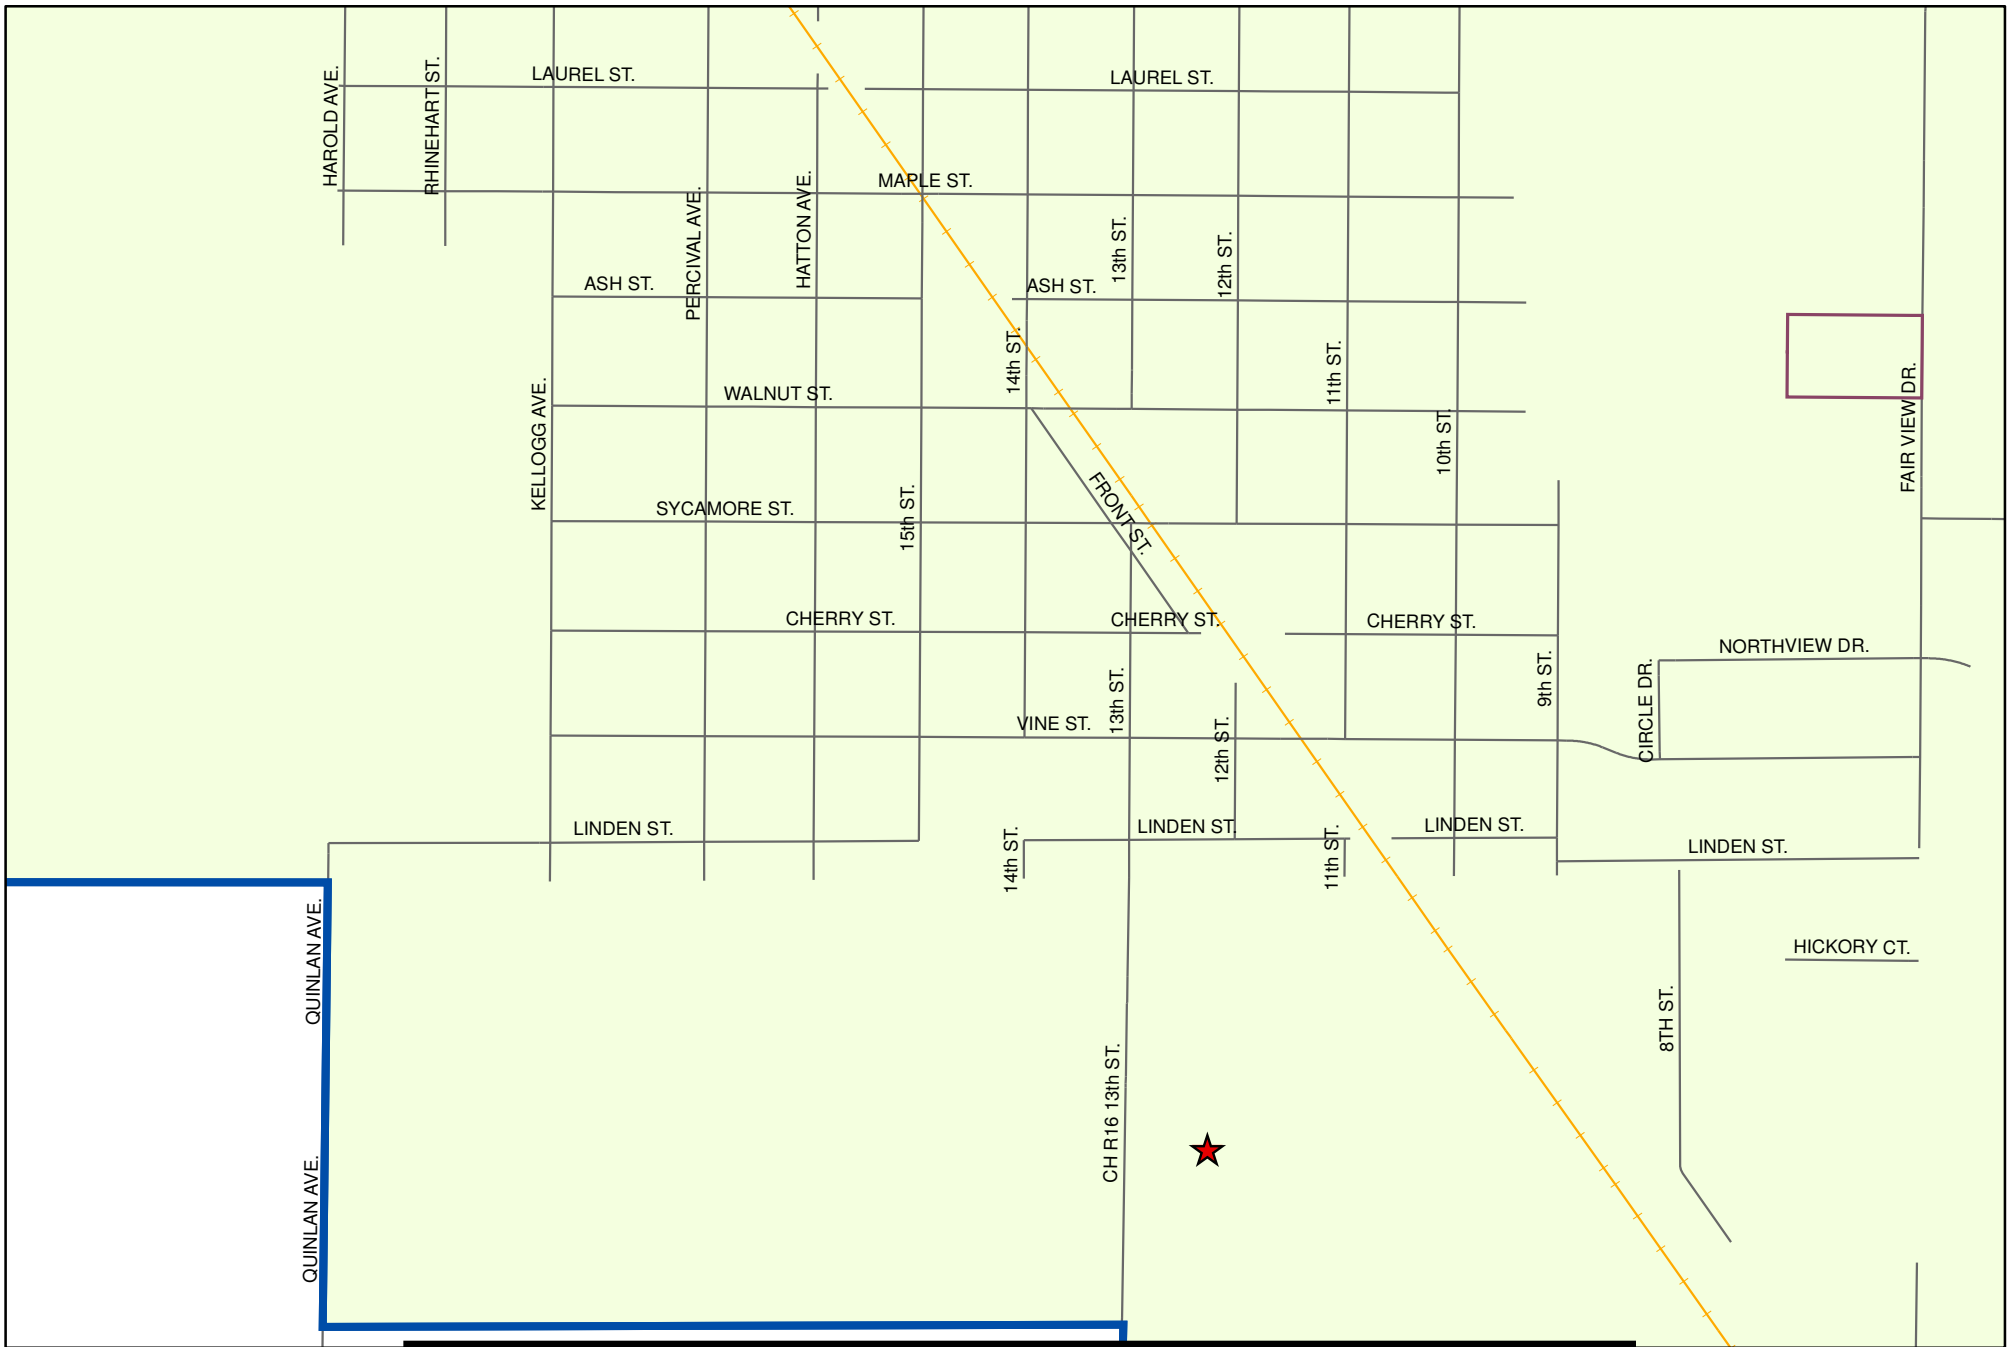 LAUREL ST.
LAUREL ST.
HAROLD AVE.
RHINEHART ST.
MAPLE ST.
PERCIVAL AVE.
HATTON AVE.
13th ST.
12th ST.
ASH ST.
ASH ST.
14th ST.
11th ST.
WALNUT ST.
KELLOGG AVE.
10th ST.
FAIR VIEW DR.
SYCAMORE ST.
15th ST.
FRONT ST.
CHERRY ST.
CHERRY ST.
CHERRY ST.
NORTHVIEW DR.
13th ST.
9th ST.
CIRCLE DR.
VINE ST.
12th ST.
LINDEN ST.
LINDEN ST.
LINDEN ST.
LINDEN ST.
14th ST.
11th ST.
QUINLAN AVE.
HICKORY CT.
8TH ST.
CH R16 13th ST.
QUINLAN AVE.